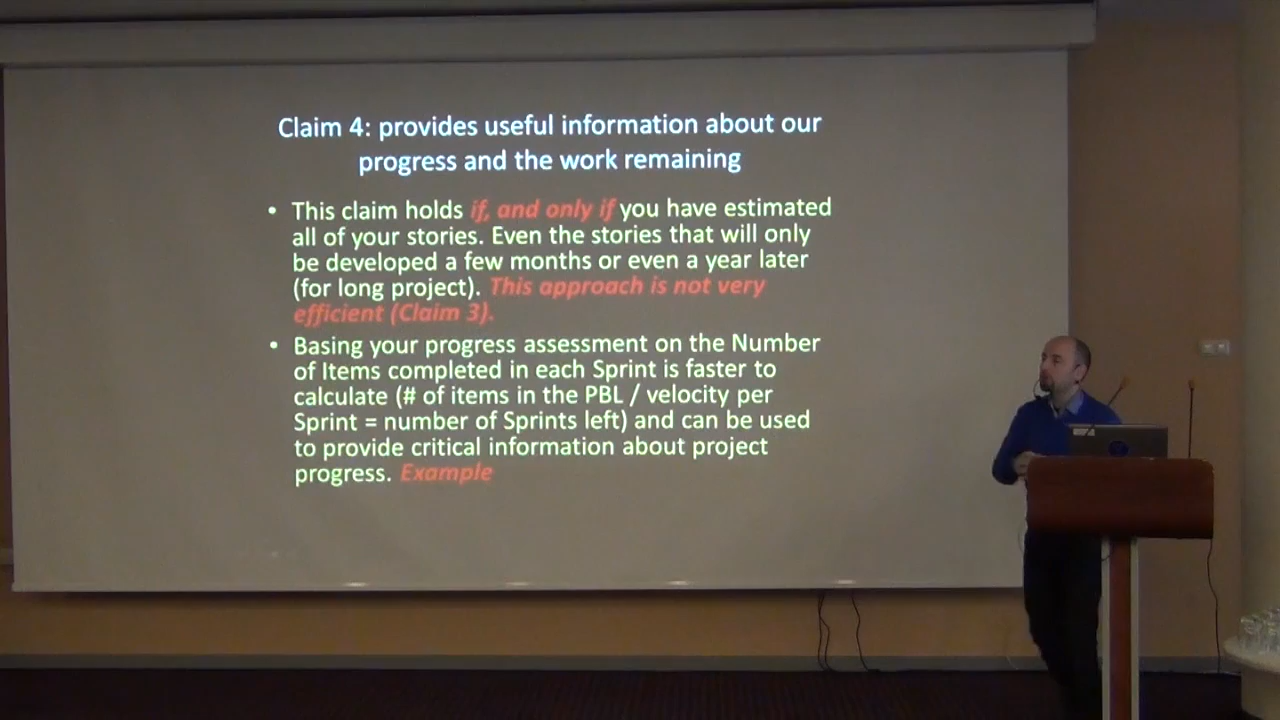 Claim 4: provides useful information about our
progress and the work remaining
• This claim holds if, and only if you have estimated
all of your stories. Even the stories that will only
be developed a few months or even a year later
(for long project). This approach is not very
efficient (Claim 3).
• Basing your progress assessment on the Number
of Items completed in each Sprint is faster to
calculate (# of items in the PBL / velocity per
Sprint = number of Sprints left) and can be used
to provide critical information about project
progress. Example